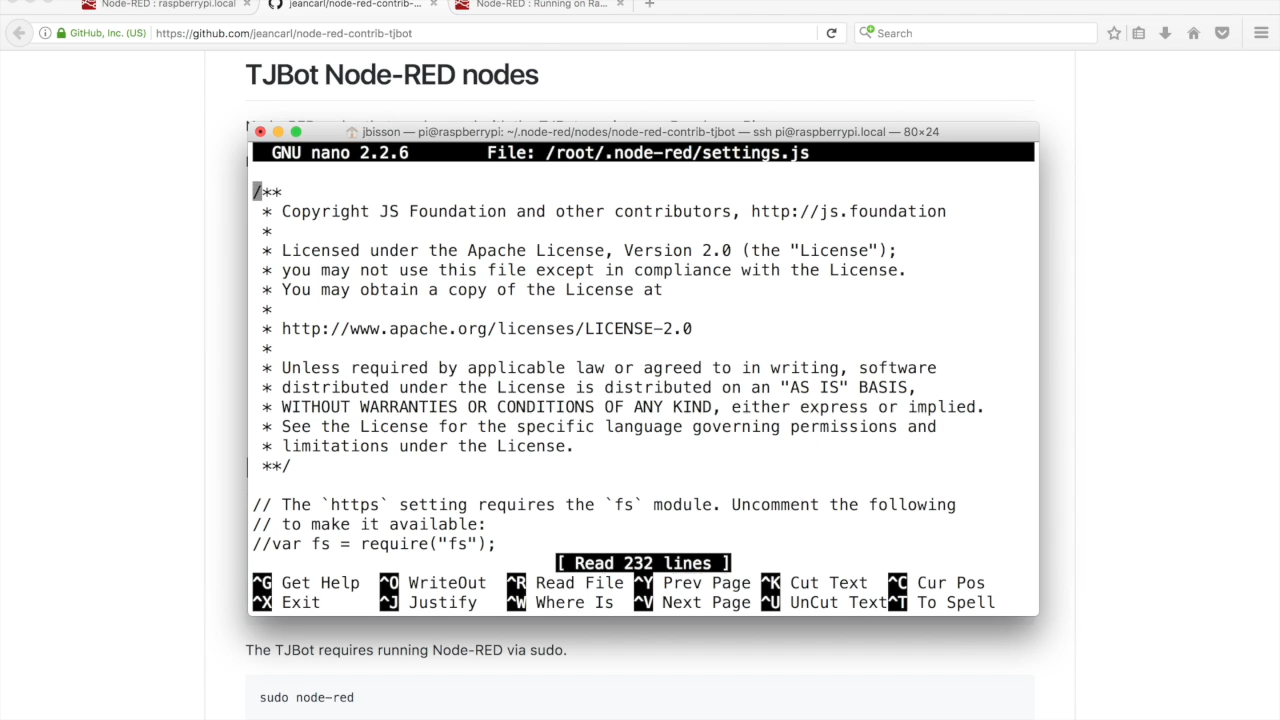 Node-RED : raspberrypi.local
jeancarl/node-red-contrib-...
Node-RED : Running on Ra...
GitHub, Inc. (US)
https://github.com/jeancarl/node-red-contrib-tjbot
Search
TJBot Node-RED nodes
jbisson — pi@raspberrypi: ~/.node-red/nodes/node-red-contrib-tjbot — ssh pi@raspberrypi.local — 80×24
GNU nano 2.2.6 File: /root/.node-red/settings.js
/**
* Copyright JS Foundation and other contributors, http://js.foundation
*
* Licensed under the Apache License, Version 2.0 (the "License");
* you may not use this file except in compliance with the License.
* You may obtain a copy of the License at
*
* http://www.apache.org/licenses/LICENSE-2.0
*
* Unless required by applicable law or agreed to in writing, software
* distributed under the License is distributed on an "AS IS" BASIS,
* WITHOUT WARRANTIES OR CONDITIONS OF ANY KIND, either express or implied.
* See the License for the specific language governing permissions and
* limitations under the License.
**/
// The `https` setting requires the `fs` module. Uncomment the following
// to make it available:
//var fs = require("fs");
[ Read 232 lines ]
^G Get Help ^O WriteOut ^R Read File ^Y Prev Page ^K Cut Text ^C Cur Pos
^X Exit ^J Justify ^W Where Is ^V Next Page ^U UnCut Text ^T To Spell
The TJBot requires running Node-RED via sudo.
sudo node-red